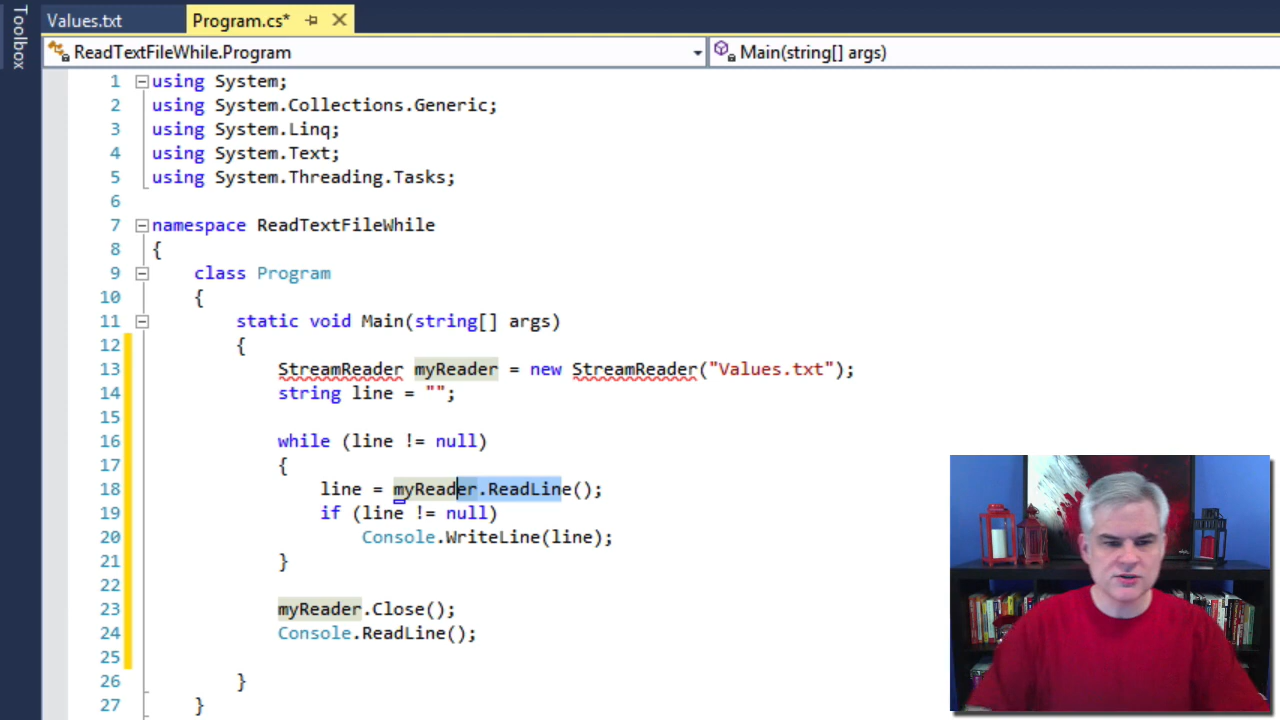 Toolbox
Values.txt
Program.cs*
ReadTextFileWhile.Program
Main(string[] args)
1 using System;
2 using System.Collections.Generic;
3 using System.Linq;
4 using System.Text;
5 using System.Threading.Tasks;
6
7 namespace ReadTextFileWhile
8 {
9 class Program
10 {
11 static void Main(string[] args)
12 {
13 StreamReader myReader = new StreamReader("Values.txt");
14 string line = "";
15
16 while (line != null)
17 {
18 line = myReader.ReadLine();
19 if (line != null)
20 Console.WriteLine(line);
21 }
22
23 myReader.Close();
24 Console.ReadLine();
25
26 }
27 }